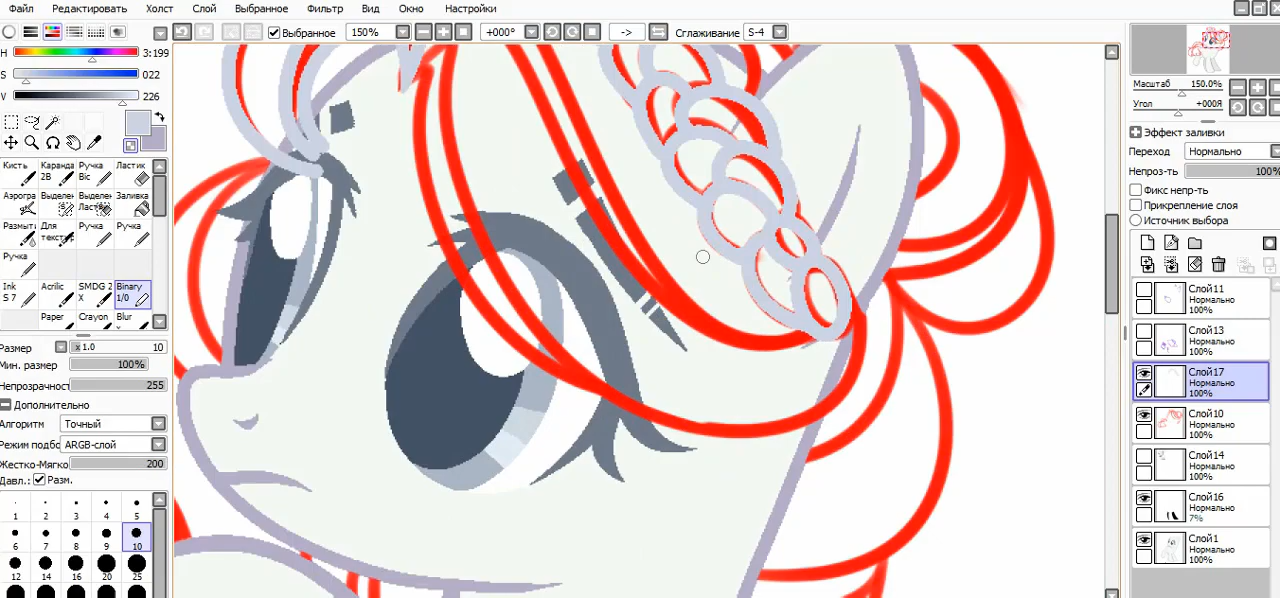 Файл Редактировать Холст Слой Выбранное Фильтр Вид Окно Настройки
Выбранное 150% +000° -> Сглаживание S-4
H 3:199
S 022
V 226
Кисть Каранда 2B Ручка Bic Ластик
Аэрогра Выделен Выделен Ласти Заливка
Размыт Для текст Ручка Ручка
Ручка
Ink S 7 Acrilic SMDG 2 X Binary 1/0
Paper Crayon Blur
Размер x 1.0 10
Мин. размер 100%
Непрозрачност 255
Дополнительно
Алгоритм Точный
Режим подбо ARGB-слой
Жестко-Мягко 200
Давл.: Разм.
1 2 3 4 5
6 7 8 9 10
12 14 16 20 25
Масштаб 150.0%
Угол +000Я
Эффект заливки
Переход Нормально
Непроз-ть 100%
Фикс непр-ть
Прикрепление слоя
Источник выбора
Слой11
Нормально
100%
Слой13
Нормально
100%
Слой17
Нормально
100%
Слой10
Нормально
100%
Слой14
Нормально
100%
Слой16
Нормально
7%
Слой1
Нормально
100%